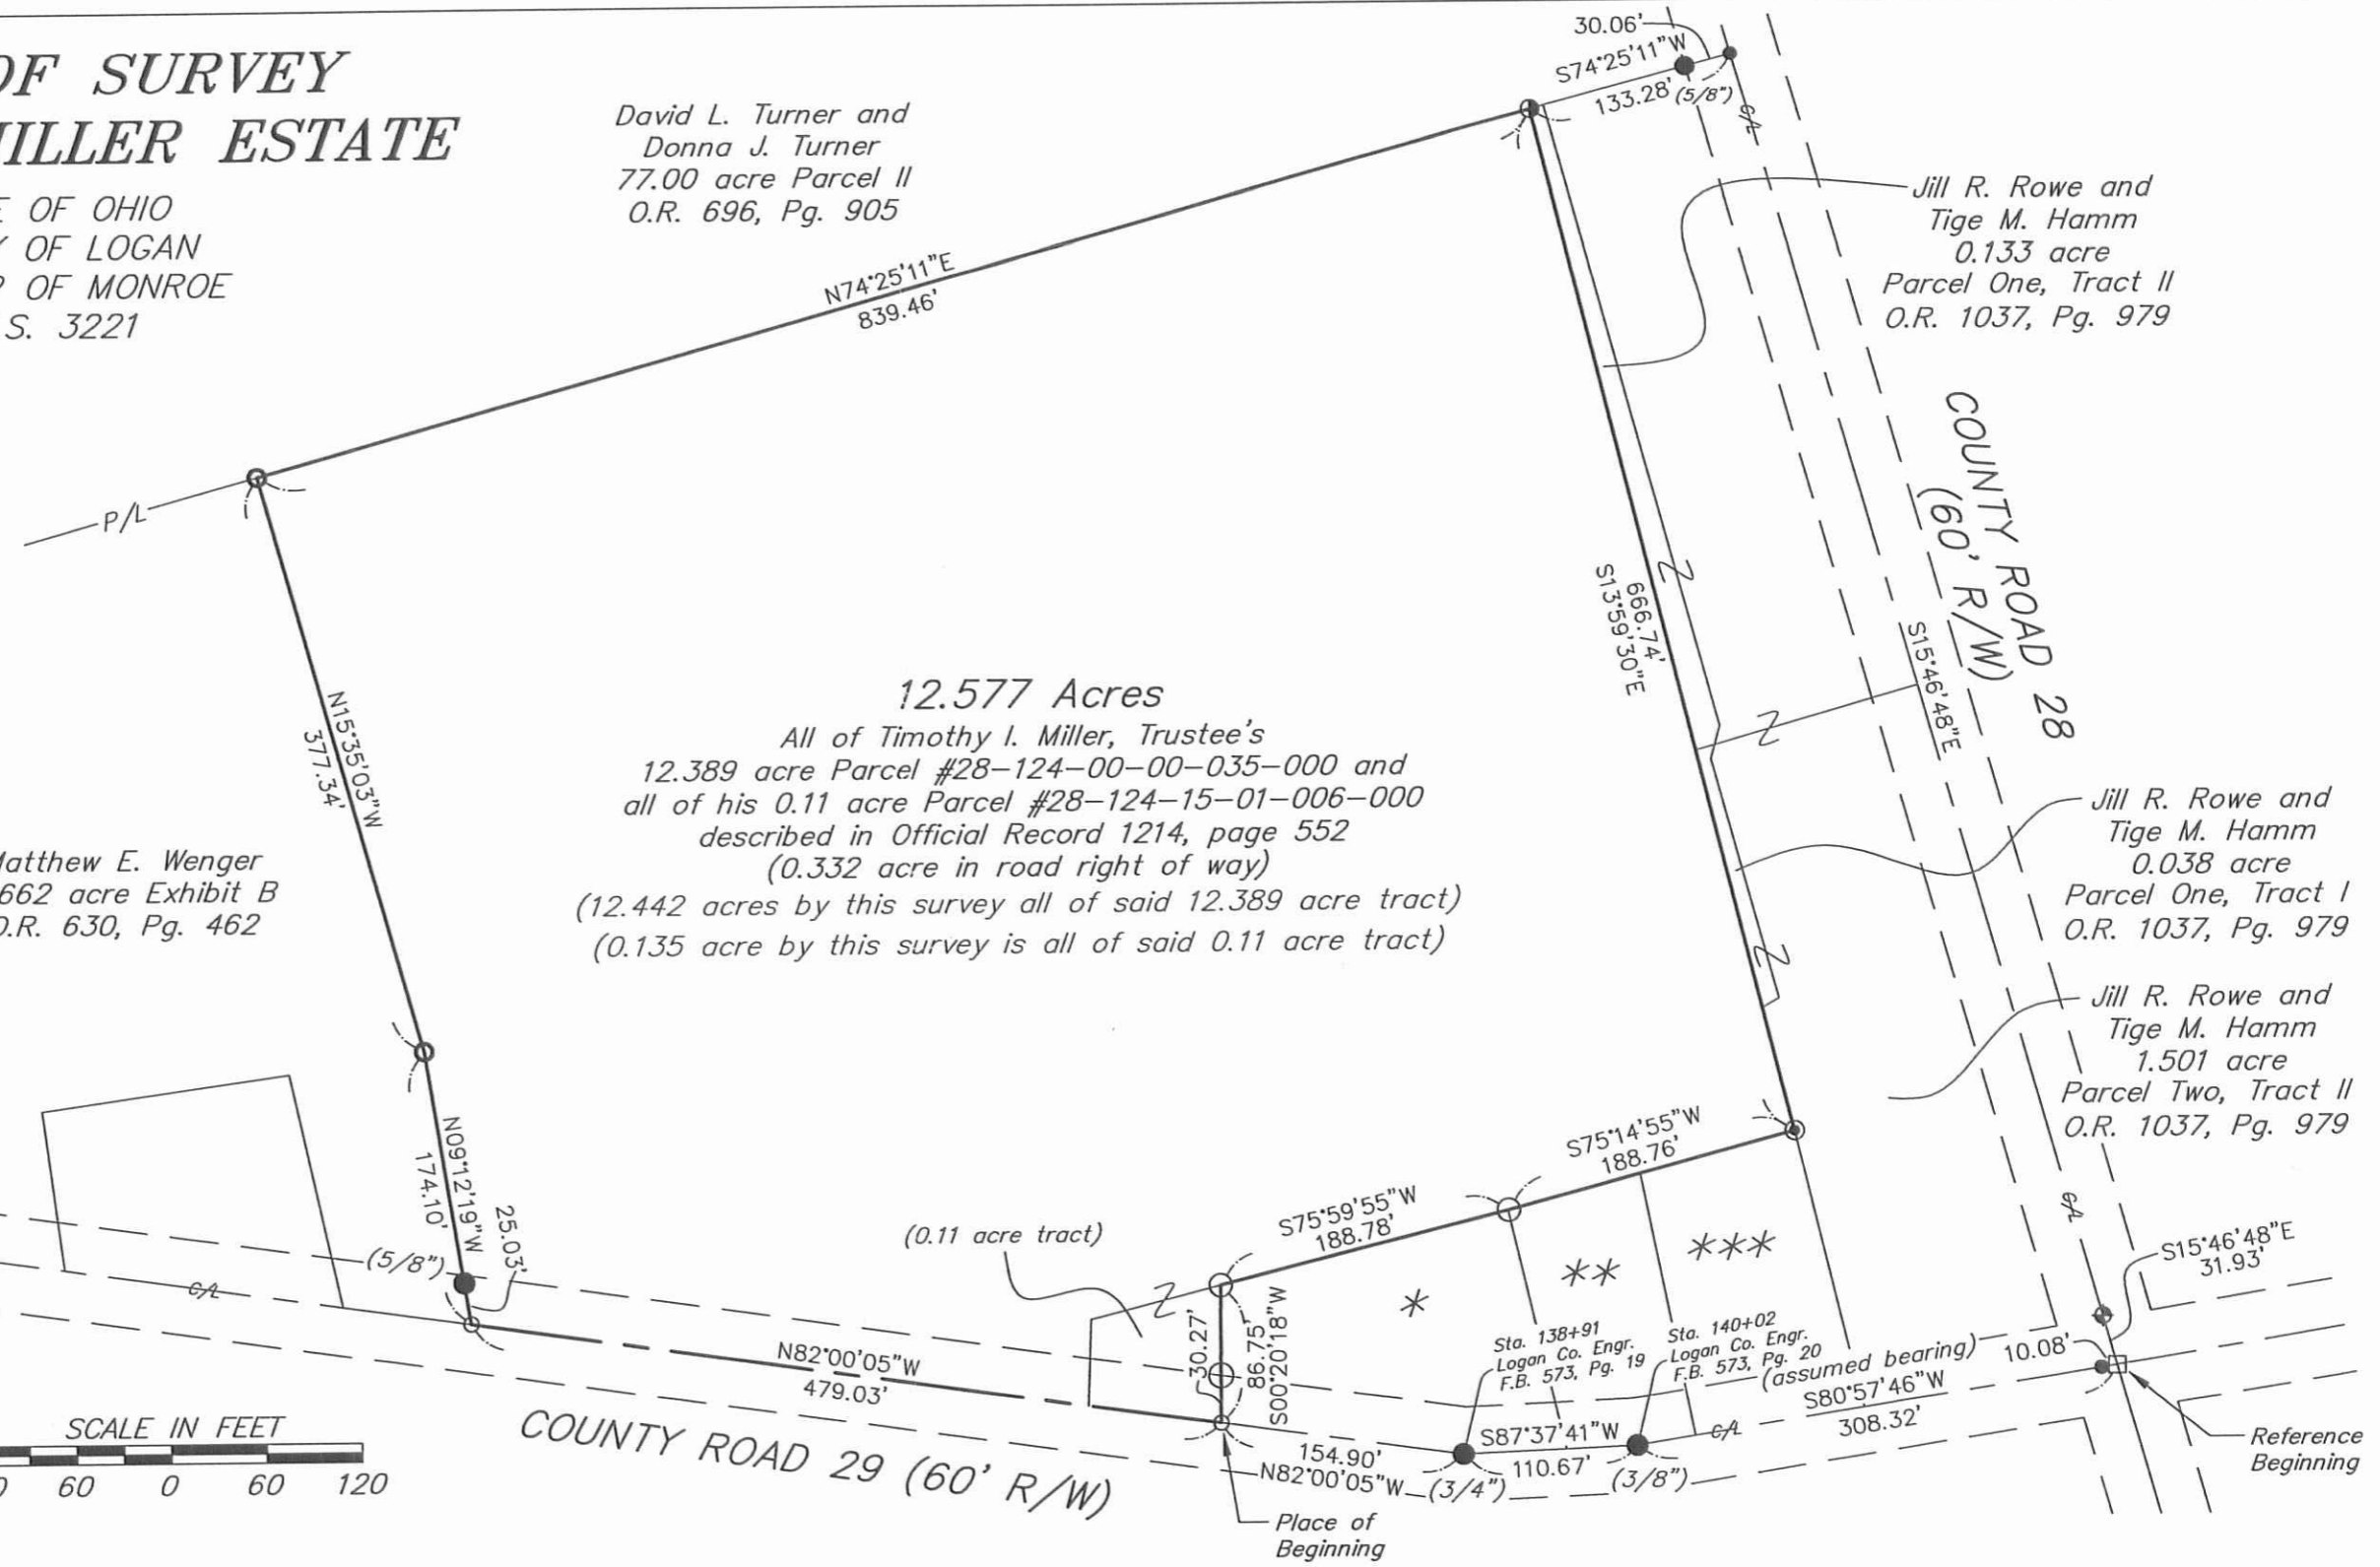 OF SURVEY
MILLER ESTATE
OF OHIO
OF LOGAN
OF MONROE
S. 3221
David L. Turner and
Donna J. Turner
77.00 acre Parcel II
O.R. 696, Pg. 905
30.06'
S74°25'11"W
133.28' (5/8")
C/L
Jill R. Rowe and
Tige M. Hamm
0.133 acre
Parcel One, Tract II
O.R. 1037, Pg. 979
N74°25'11"E
839.46'
P/L
COUNTY ROAD 28
(60' R/W)
666.74'
S13°59'30"E
S15°46'48"E
N15°35'03"W
377.34'
12.577 Acres
All of Timothy I. Miller, Trustee's
12.389 acre Parcel #28-124-00-00-035-000 and
all of his 0.11 acre Parcel #28-124-15-01-006-000
described in Official Record 1214, page 552
(0.332 acre in road right of way)
(12.442 acres by this survey all of said 12.389 acre tract)
(0.135 acre by this survey is all of said 0.11 acre tract)
Matthew E. Wenger
662 acre Exhibit B
O.R. 630, Pg. 462
Jill R. Rowe and
Tige M. Hamm
0.038 acre
Parcel One, Tract I
O.R. 1037, Pg. 979
Jill R. Rowe and
Tige M. Hamm
1.501 acre
Parcel Two, Tract II
O.R. 1037, Pg. 979
N09°12'19"W
174.10'
25.03'
(5/8")
C/L
(0.11 acre tract)
S75°59'55"W
188.78'
S75°14'55"W
188.76'
*
**
***
30.27'
86.75'
S00°20'18"W
C/L
S15°46'48"E
31.93'
10.08'
Sta. 138+91
Logan Co. Engr.
F.B. 573, Pg. 19
Sta. 140+02
Logan Co. Engr.
F.B. 573, Pg. 20
(assumed bearing)
S80°57'46"W
308.32'
C/L
N82°00'05"W
479.03'
S87°37'41"W
110.67'
154.90'
N82°00'05"W
(3/4")
(3/8")
COUNTY ROAD 29 (60' R/W)
Place of
Beginning
Reference
Beginning
SCALE IN FEET
0 60 0 60 120